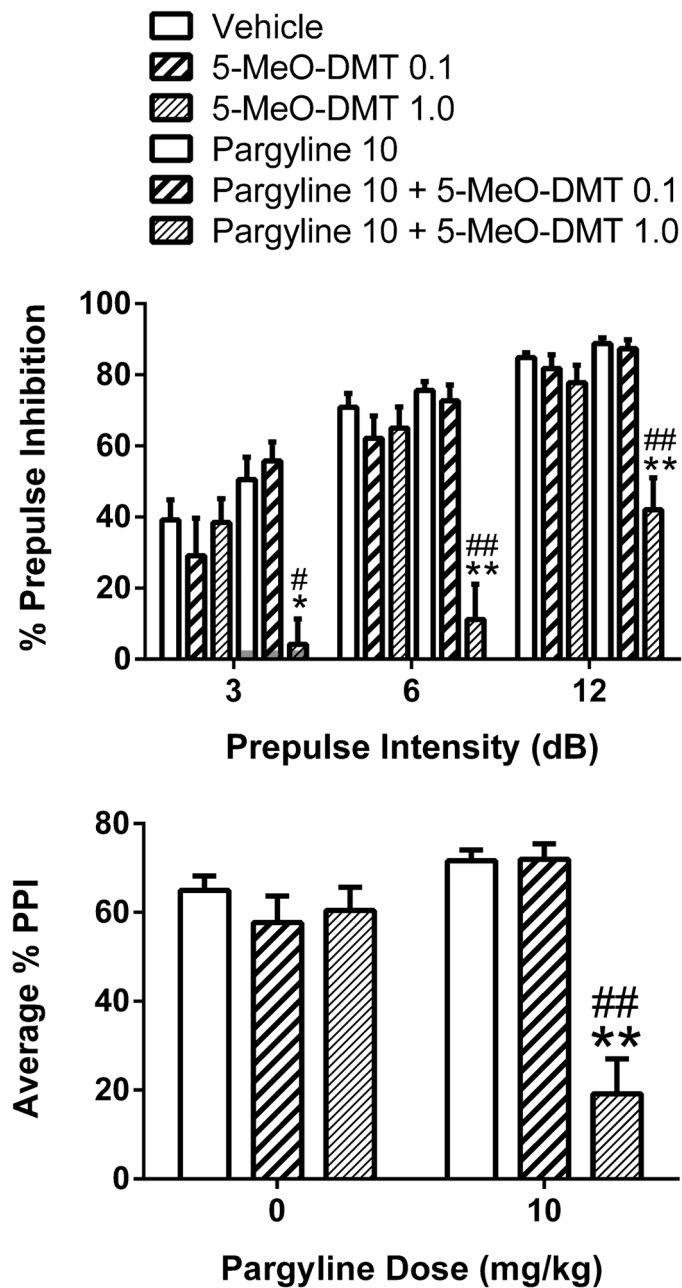 Vehicle
5-MeO-DMT 0.1
5-MeO-DMT 1.0
Pargyline 10
Pargyline 10 + 5-MeO-DMT 0.1
Pargyline 10 + 5-MeO-DMT 1.0
% Prepulse Inhibition
100
80
60
40
20
0
#
*
##
**
##
**
3 6 12
Prepulse Intensity (dB)
Average % PPI
80
60
40
20
0
##
**
0 10
Pargyline Dose (mg/kg)